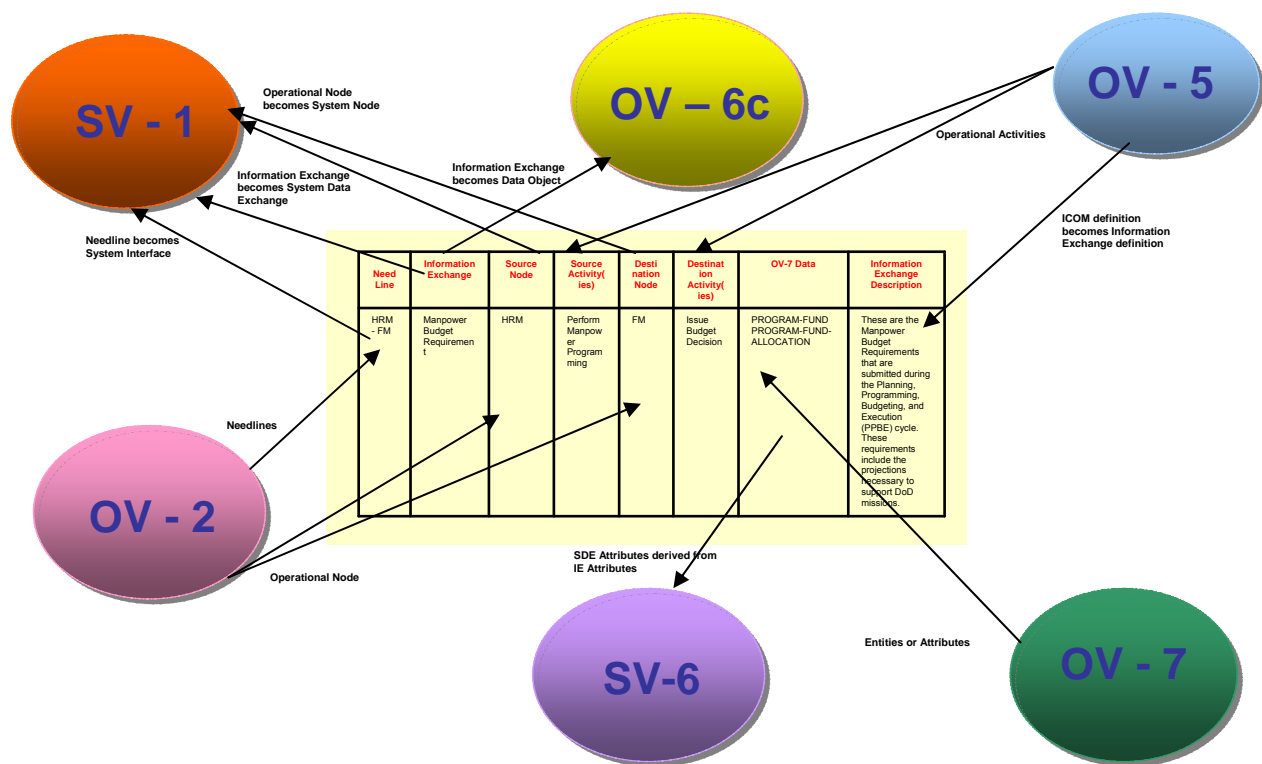 SV - 1
OV – 6c
OV - 5
Operational Node
becomes System Node
Operational Activities
Information Exchange
becomes System Data
Exchange
Information Exchange
becomes Data Object
ICOM definition
becomes Information
Exchange definition
Needline becomes
System Interface
Need
Line
Information
Exchange
Source
Node
Source
Activity(
ies)
Desti
nation
Node
Destinat
ion
Activity(
ies)
OV-7 Data
Information
Exchange
Description
HRM
- FM
Manpower
Budget
Requiremen
t
HRM
Perform
Manpow
er
Program
ming
FM
Issue
Budget
Decision
PROGRAM-FUND
PROGRAM-FUND-
ALLOCATION
These are the
Manpower
Budget
Requirements
that are
submitted during
the Planning,
Programming,
Budgeting, and
Execution
(PPBE) cycle.
These
requirements
include the
projections
necessary to
support DoD
missions.
Needlines
OV - 2
Operational Node
SDE Attributes derived from
IE Attributes
Entities or Attributes
SV-6
OV - 7